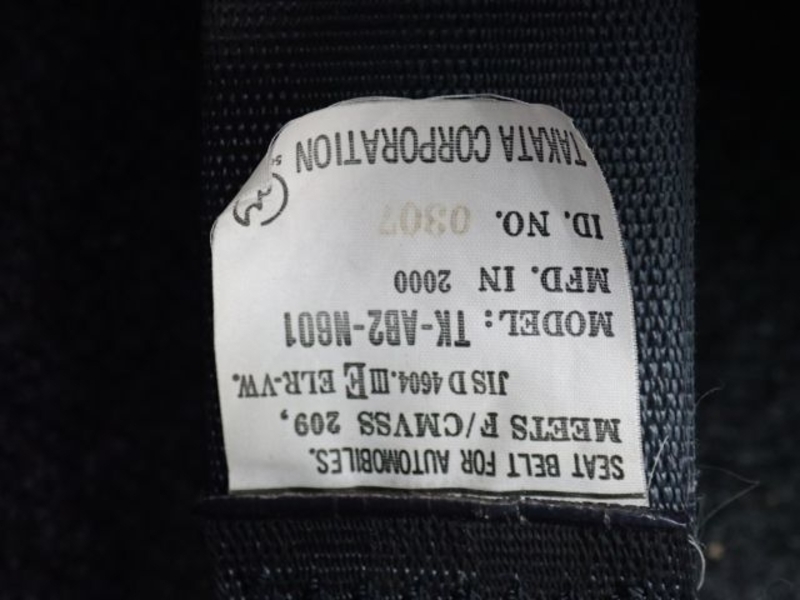 SEAT BELT FOR AUTOMOBILES.
MEETS F/CMVSS 209,
JIS D 4604.III E ELR-VW.
MODEL: TK-AB2-N601
MFD. IN 2000
ID. NO. 0307
TAKATA CORPORATION